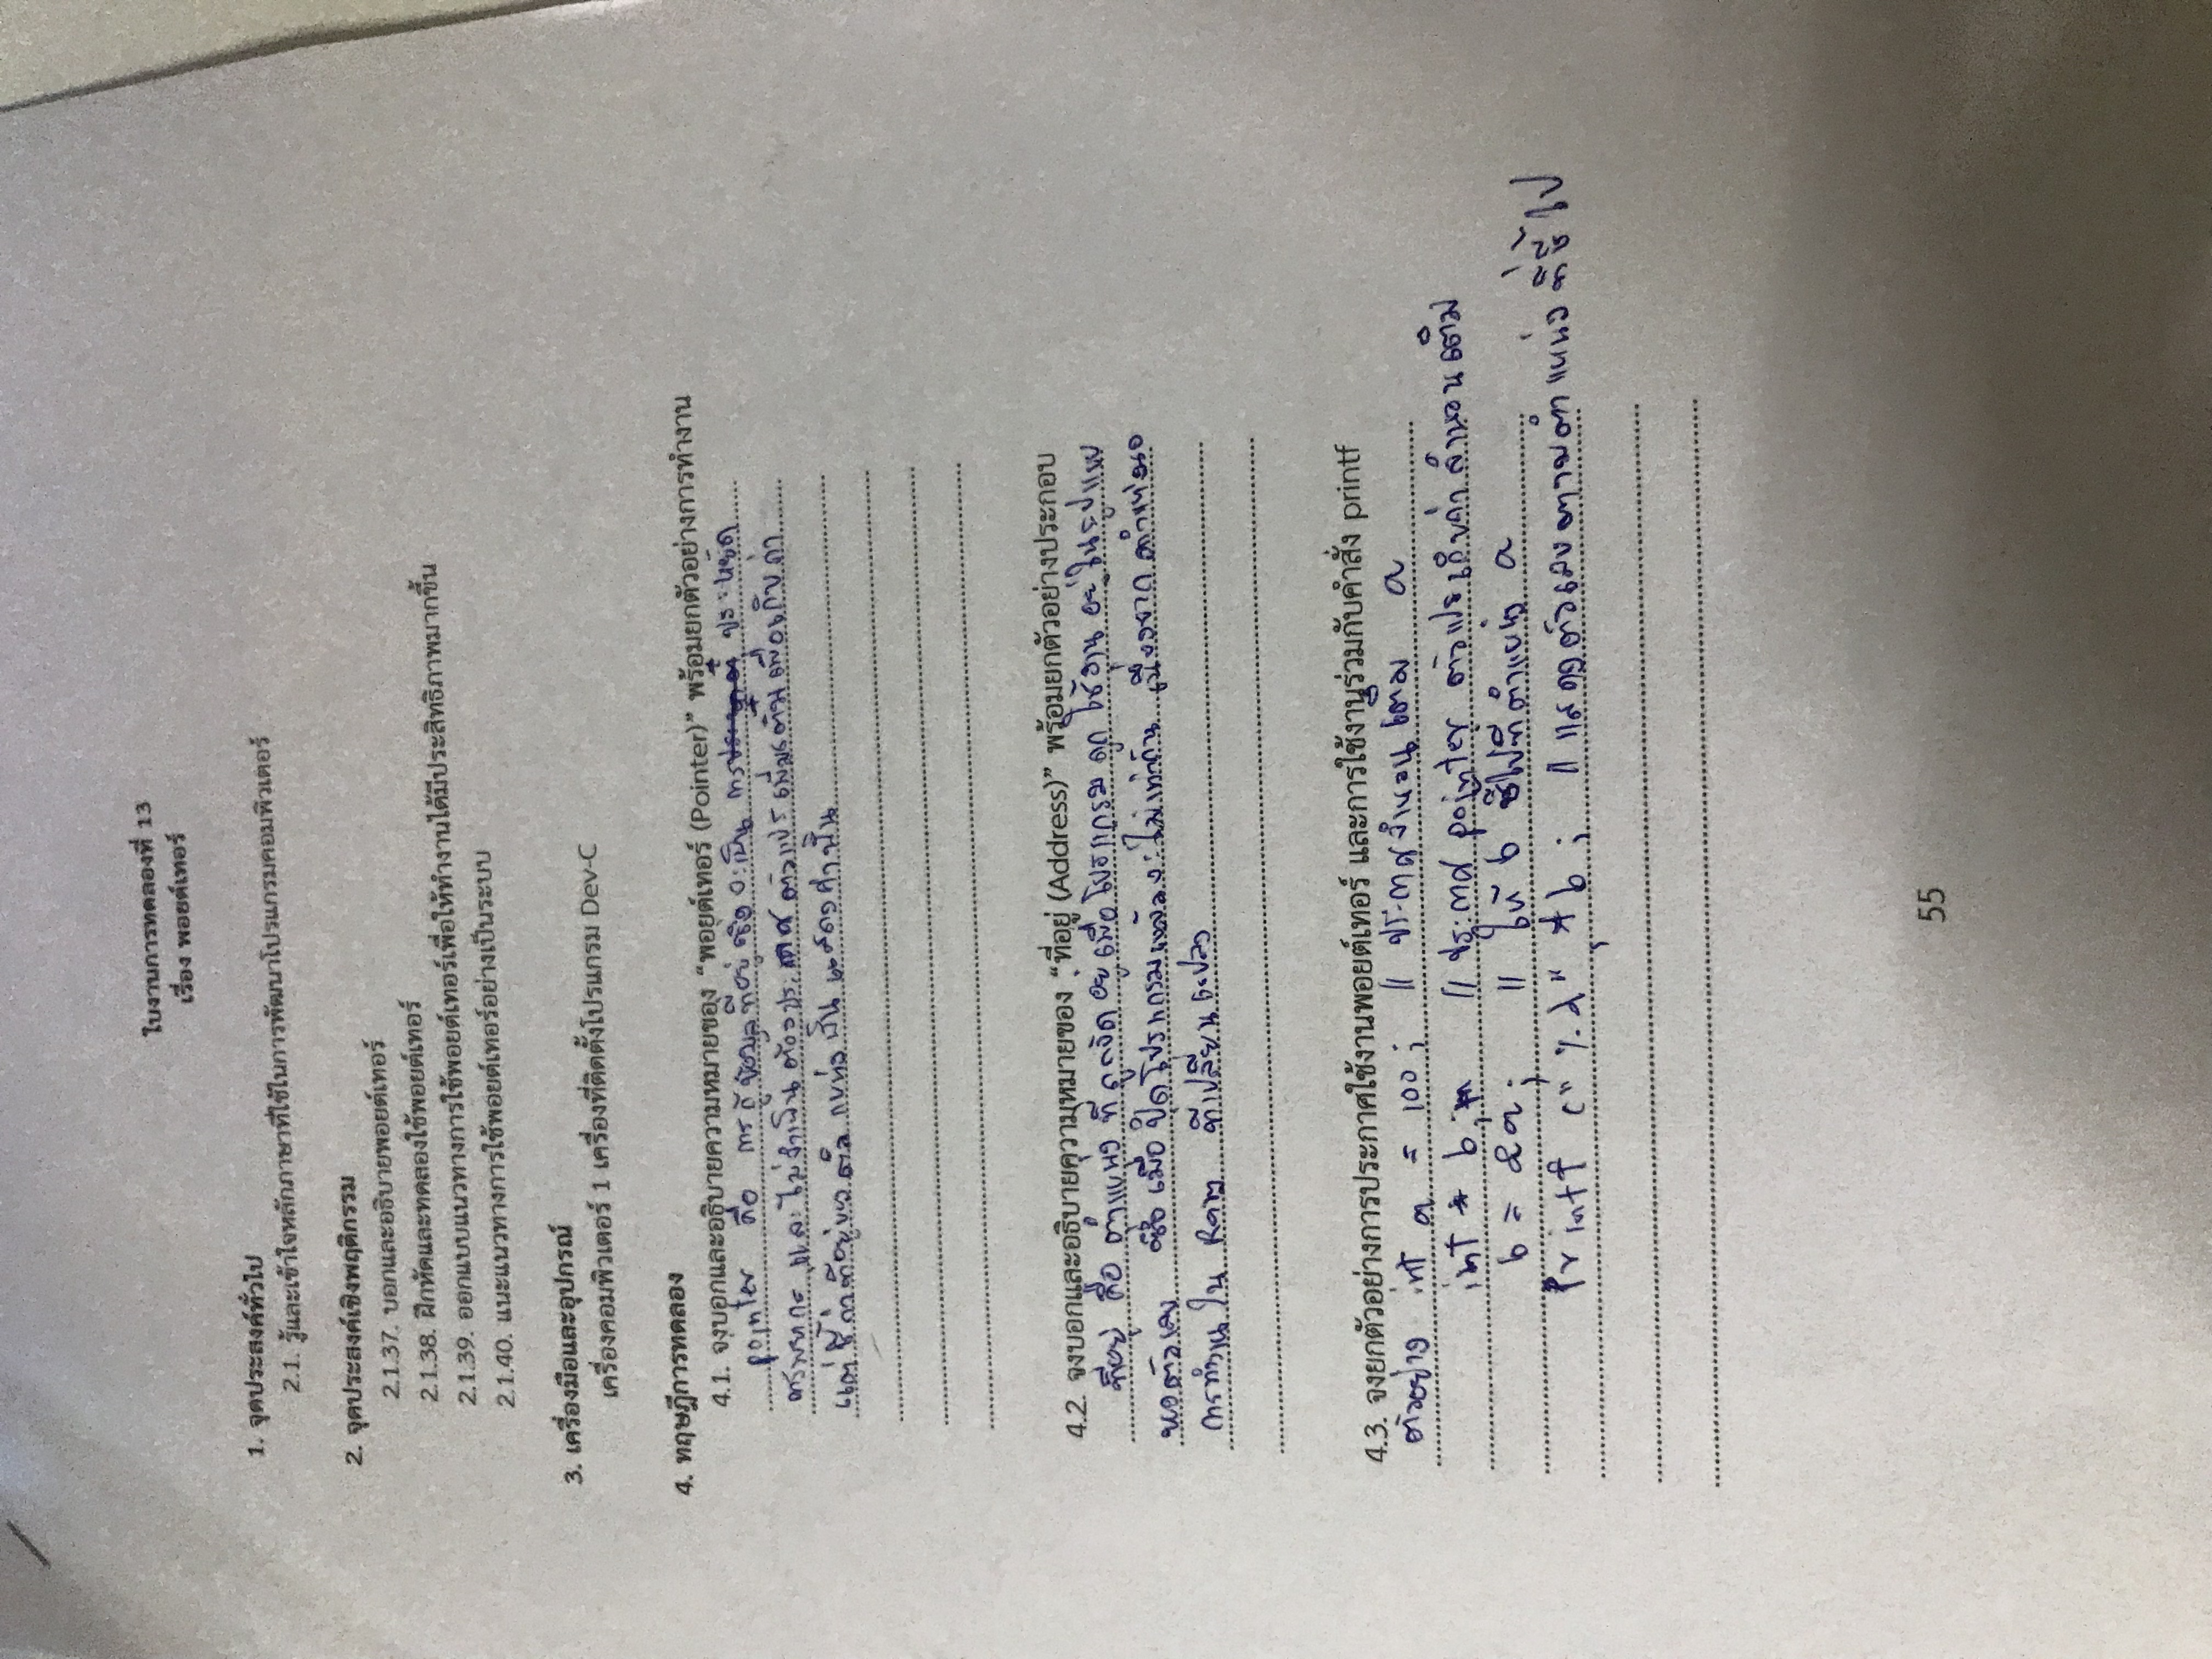 ใบงานการทดลองที่ 13
เรื่อง พอยต์เทอร์
1. จุดประสงค์ทั่วไป
2.1. รู้และเข้าใจหลักภาษาที่ใช้ในการพัฒนาโปรแกรมคอมพิวเตอร์
2. จุดประสงค์เชิงพฤติกรรม
2.1.37. บอกและอธิบายพอยต์เทอร์
2.1.38. ฝึกหัดและทดลองใช้พอยต์เทอร์
2.1.39. ออกแบบแนวทางการใช้พอยต์เทอร์เพื่อให้ทำงานได้มีประสิทธิภาพมากขึ้น
2.1.40. แนะแนวทางการใช้พอยต์เทอร์อย่างเป็นระบบ
3. เครื่องมือและอุปกรณ์
เครื่องคอมพิวเตอร์ 1 เครื่องที่ติดตั้งโปรแกรม Dev-C
4. ทฤษฎีการทดลอง
4.1. จงบอกและอธิบายความหมายของ “พอยต์เทอร์ (Pointer)” พร้อมยกตัวอย่างการทำงาน
pointer คือ การ ข้อมูลที่อยู่ จะเป็น การ ประหยัด
ทรัพยากร และ ไม่จำเป็น ต้องประกาศ ตัวแปร เพิ่มเติม เพื่อเก็บค่า
แต่ชี้ค่าที่อยู่ของ ตำแหน่ง นั้น แสดงค่านั้น
4.2. จงบอกและอธิบายความหมายของ “ที่อยู่ (Address)” พร้อมยกตัวอย่างประกอบ
ที่อยู่ คือ ตำแหน่ง ที่ถูกจัด อยู่ เมื่อโปรแกรม ถูก ใช้งาน อยู่ในรูปแบบ
ของตัวเลข ซึ่ง เมื่อ ปิดโปรแกรมแล้วจะไม่เท่ากัน เนื่องจาก ตำแหน่ง
การทำงาน ใน Ram ที่เปลี่ยนแปลง
4.3. จงยกตัวอย่างการประกาศใช้งานพอยต์เทอร์ และการใช้งานร่วมกับคำสั่ง printf
ตัวอย่าง int a = 100 ; // ประกาศจำนวน เต็ม a
int * b ; // ประกาศ pointer ตัวแปร เก็บค่า จำนวน เต็ม
b = &a ; // ให้ b ชี้ไปที่ตำแหน่ง a
Printf ("%d" , *b ; // แสดงตัวเลขตามตำแหน่ง ที่ชี้ ไป
55